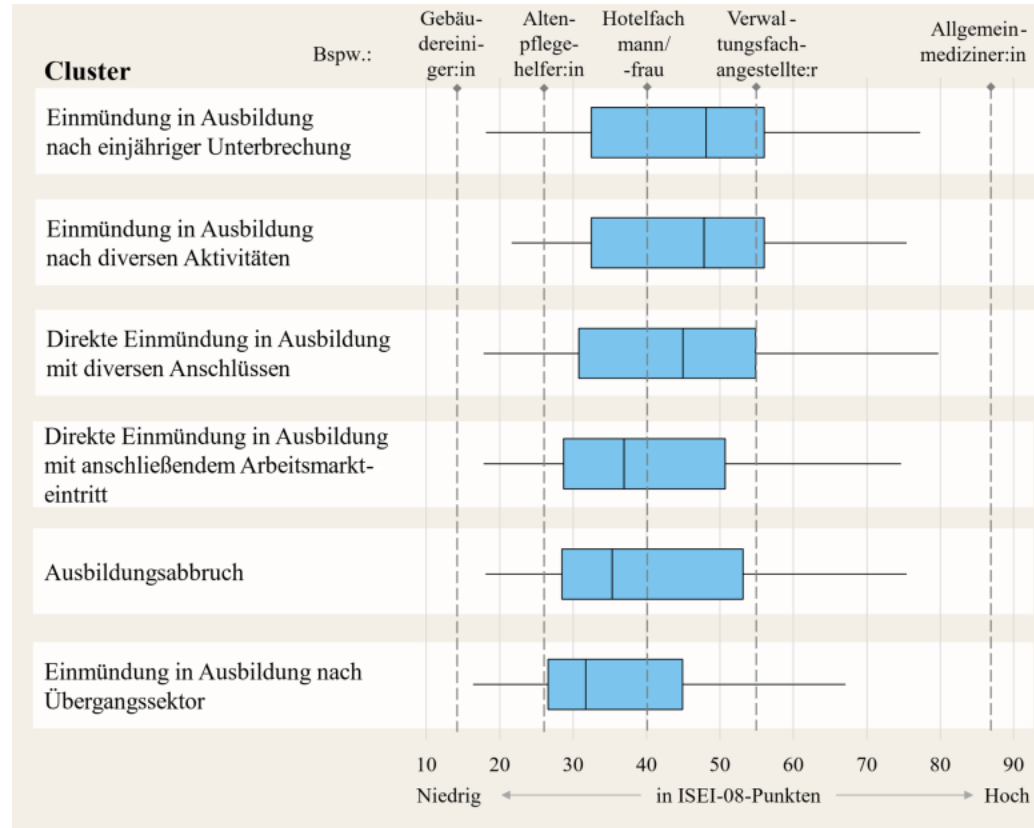 Cluster
Bspw.:
Gebäu-
dereini-
ger:in
Alten-
pflege-
helfer:in
Hotelfach
mann/
-frau
Verwal-
tungsfach-
angestellte:r
Allgemein-
mediziner:in
Einmündung in Ausbildung
nach einjähriger Unterbrechung
Einmündung in Ausbildung
nach diversen Aktivitäten
Direkte Einmündung in Ausbildung
mit diversen Anschlüssen
Direkte Einmündung in Ausbildung
mit anschließendem Arbeitsmarkt-
eintritt
Ausbildungsabbruch
Einmündung in Ausbildung nach
Übergangssektor
10 20 30 40 50 60 70 80 90
Niedrig in ISEI-08-Punkten Hoch